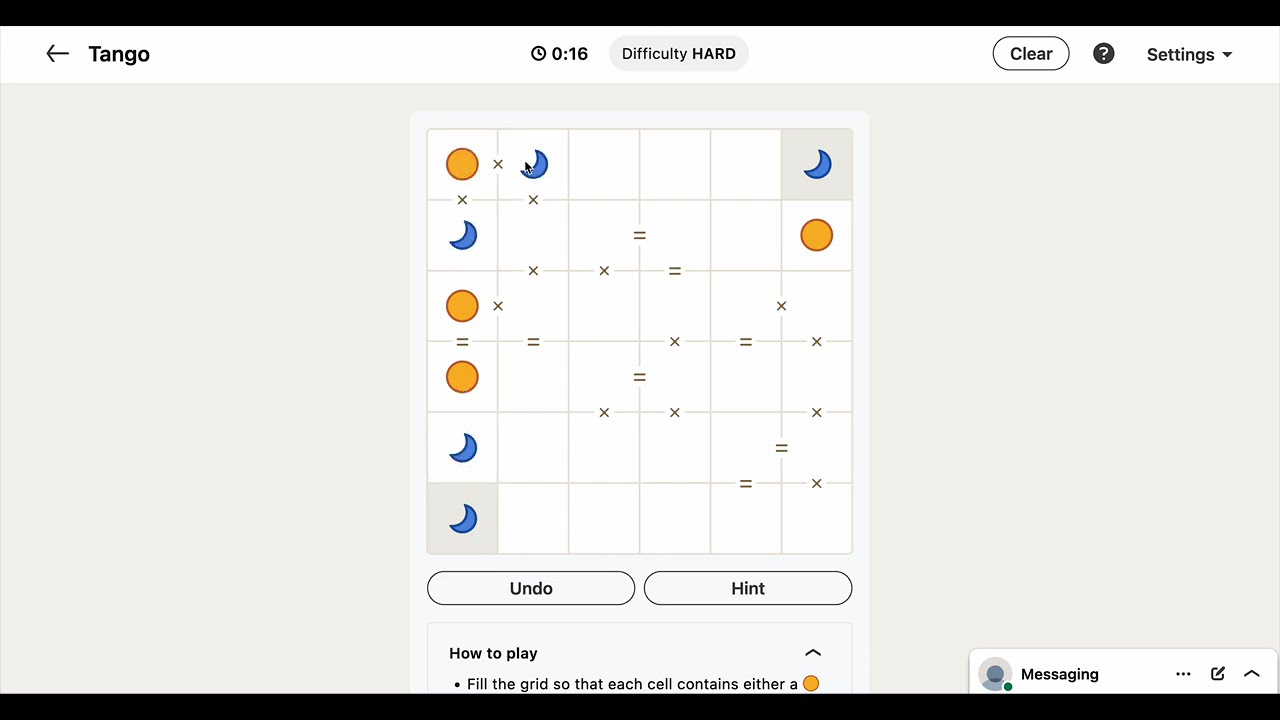 Tango
0:16
Difficulty HARD
Clear
?
Settings
×
× ×
=
× × =
× ×
= = × = ×
=
× × ×
=
= ×
Undo
Hint
How to play
• Fill the grid so that each cell contains either a
Messaging